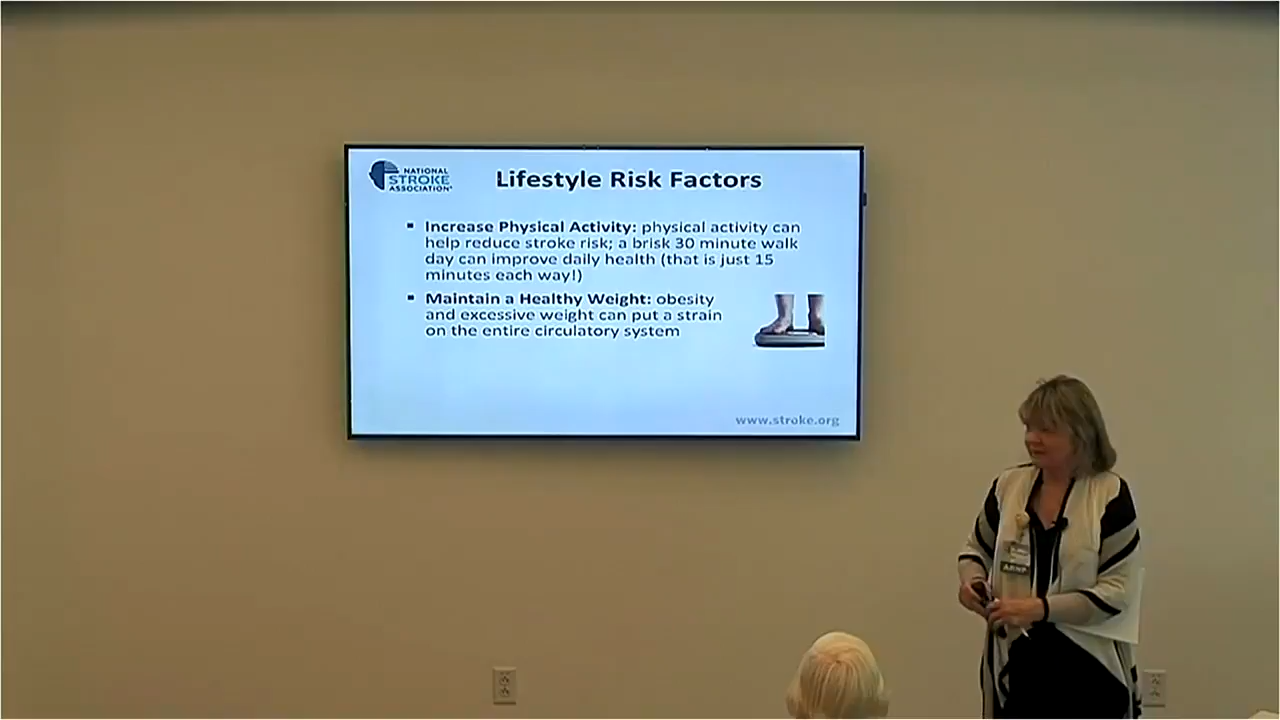 NATIONAL
STROKE
ASSOCIATION
Lifestyle Risk Factors
▪ Increase Physical Activity: physical activity can
help reduce stroke risk; a brisk 30 minute walk
day can improve daily health (that is just 15
minutes each way!)
▪ Maintain a Healthy Weight: obesity
and excessive weight can put a strain
on the entire circulatory system
www.stroke.org
ARNP